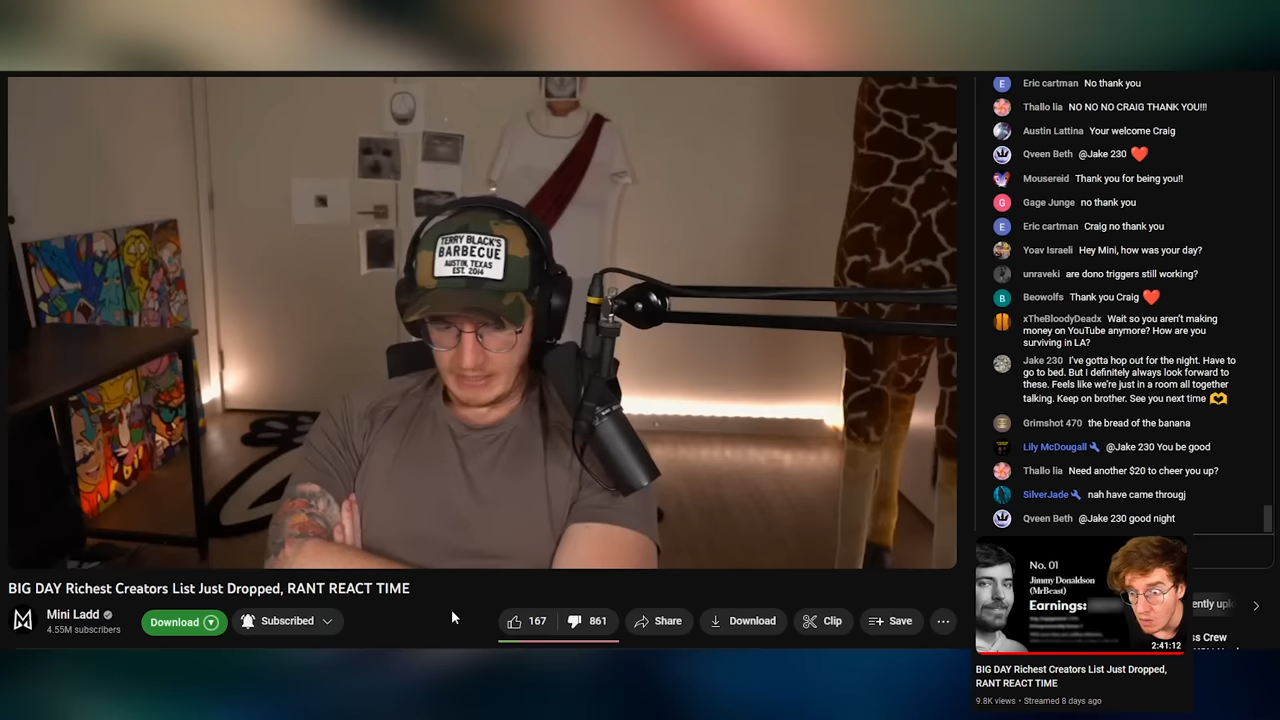 TERRY BLACK'S
BARBECUE
AUSTIN, TEXAS
EST. 2014
BIG DAY Richest Creators List Just Dropped, RANT REACT TIME
Mini Ladd
4.55M subscribers
Download
Subscribed
167
861
Share
Download
Clip
Save
E Eric cartman No thank you
Thallo lia NO NO NO CRAIG THANK YOU!!!
Austin Lattina Your welcome Craig
Qveen Beth @Jake 230 ❤️
Mousereid Thank you for being you!!
G Gage Junge no thank you
E Eric cartman Craig no thank you
Yoav Israeli Hey Mini, how was your day?
unraveki are dono triggers still working?
B Beowolfs Thank you Craig ❤️
xTheBloodyDeadx Wait so you aren't making
money on YouTube anymore? How are you
surviving in LA?
Jake 230 I've gotta hop out for the night. Have to
go to bed. But I definitely always look forward to
these. Feels like we're just in a room all together
talking. Keep on brother. See you next time 🫶
Grimshot 470 the bread of the banana
Lily McDougall @Jake 230 You be good
Thallo lia Need another $20 to cheer you up?
SilverJade nah have came througj
Qveen Beth @Jake 230 good night
No. 01
Jimmy Donaldson
(MrBeast)
Earnings:
2:41:12
BIG DAY Richest Creators List Just Dropped,
RANT REACT TIME
9.8K views • Streamed 8 days ago
ently upl
ss Crew